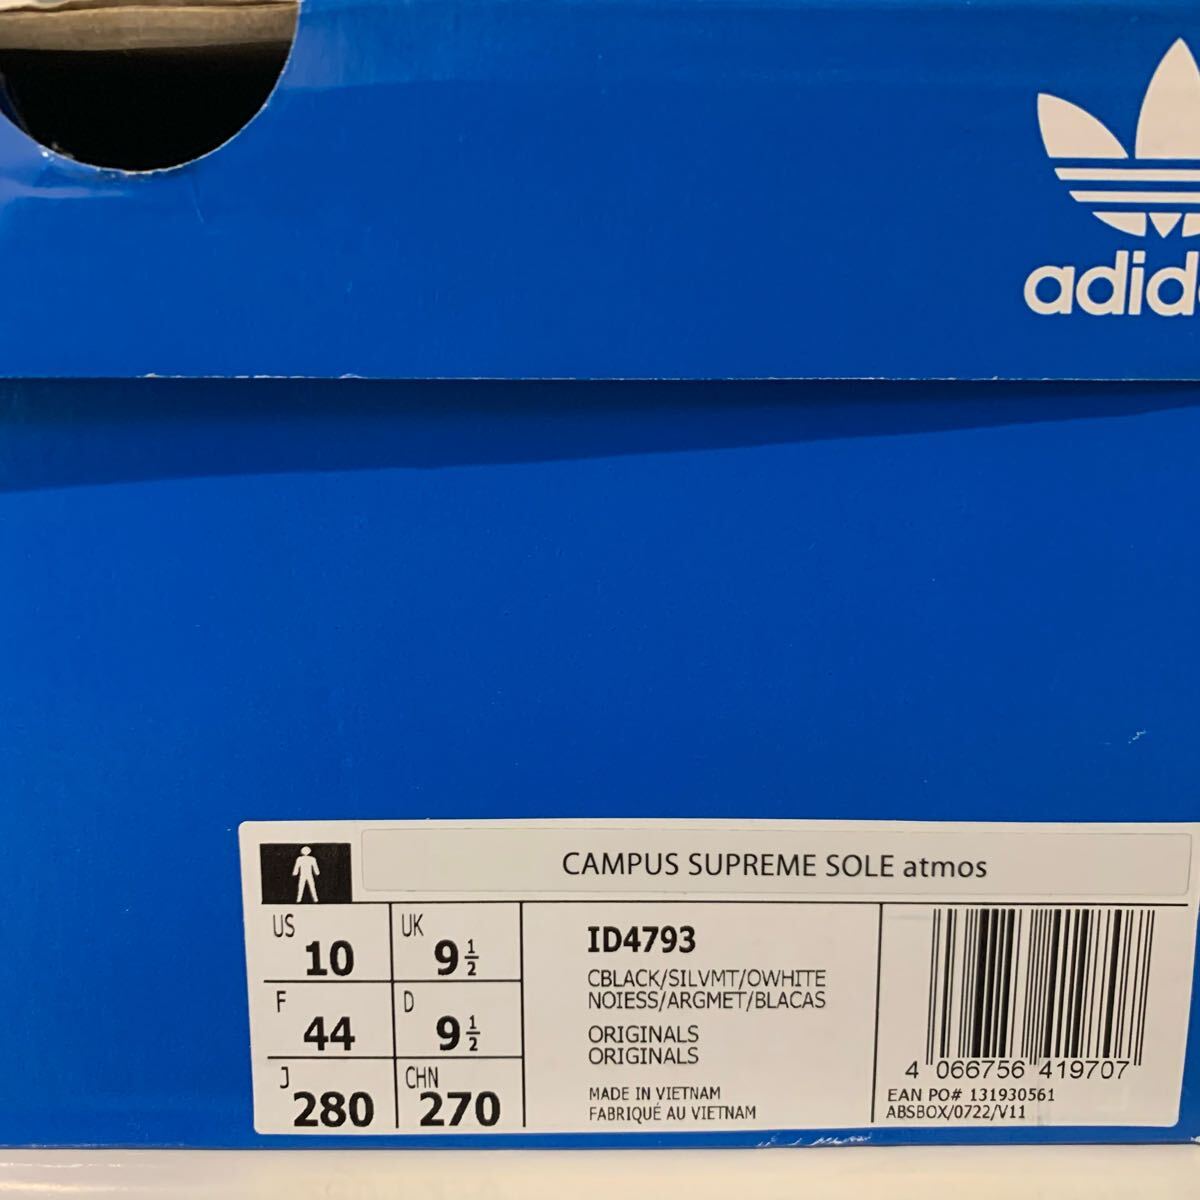 adid
CAMPUS SUPREME SOLE atmos
US 10
UK 9 1/2
F 44
D 9 1/2
J 280
CHN 270
ID4793
CBLACK/SILVMT/OWHITE
NOIESS/ARGMET/BLACAS
ORIGINALS
ORIGINALS
MADE IN VIETNAM
FABRIQUÉ AU VIETNAM
4 066756 419707
EAN PO# 131930561
ABSBOX/0722/V11